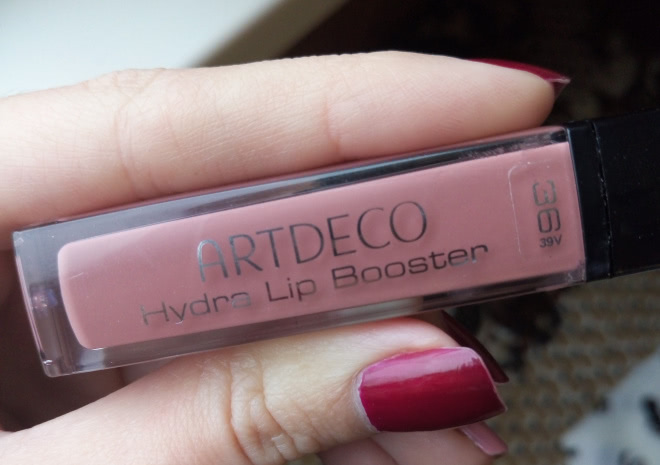 ARTDECO
Hydra Lip Booster
36
39V